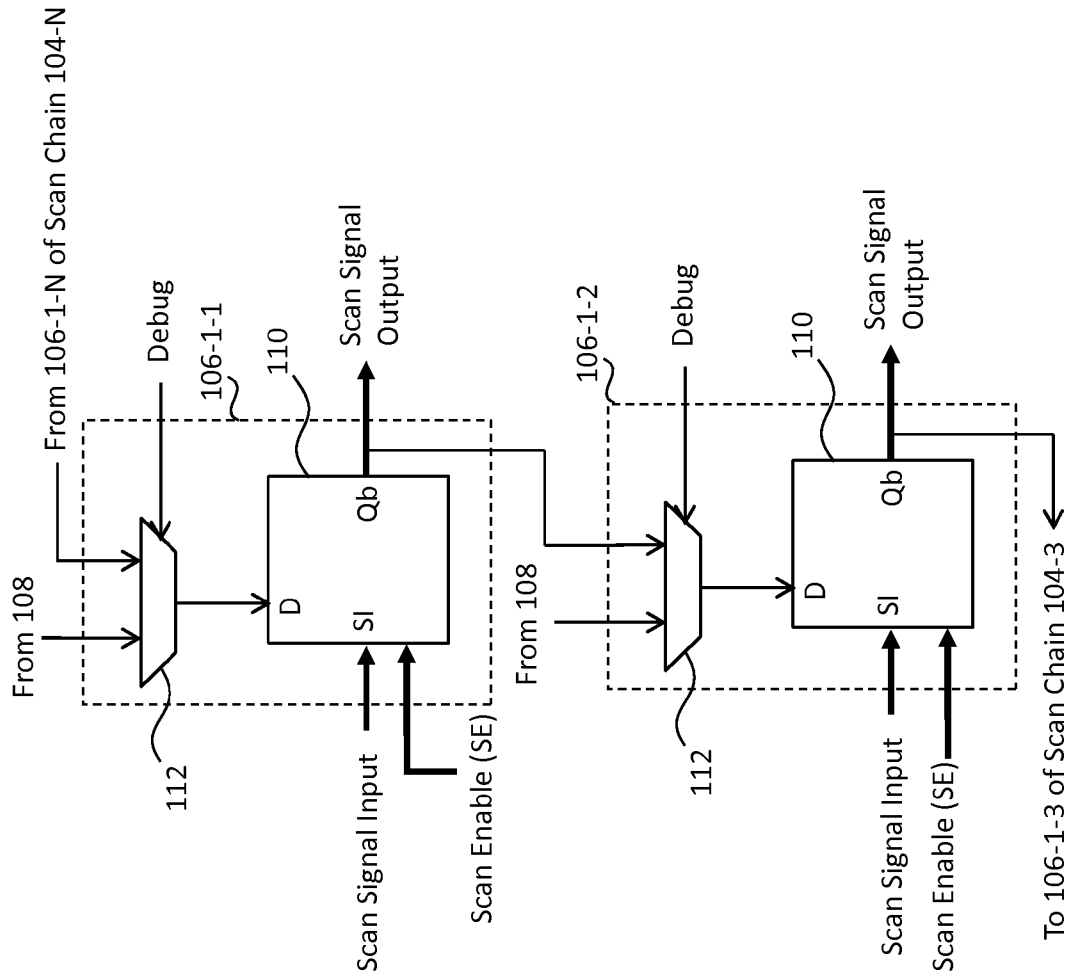 From 108
From 106-1-N of Scan Chain 104-N
Debug
112
106-1-1
110
D
SI
Qb
Scan Signal Input
Scan Enable (SE)
Scan Signal
Output
From 108
Debug
112
106-1-2
110
D
SI
Qb
Scan Signal Input
Scan Enable (SE)
Scan Signal
Output
To 106-1-3 of Scan Chain 104-3